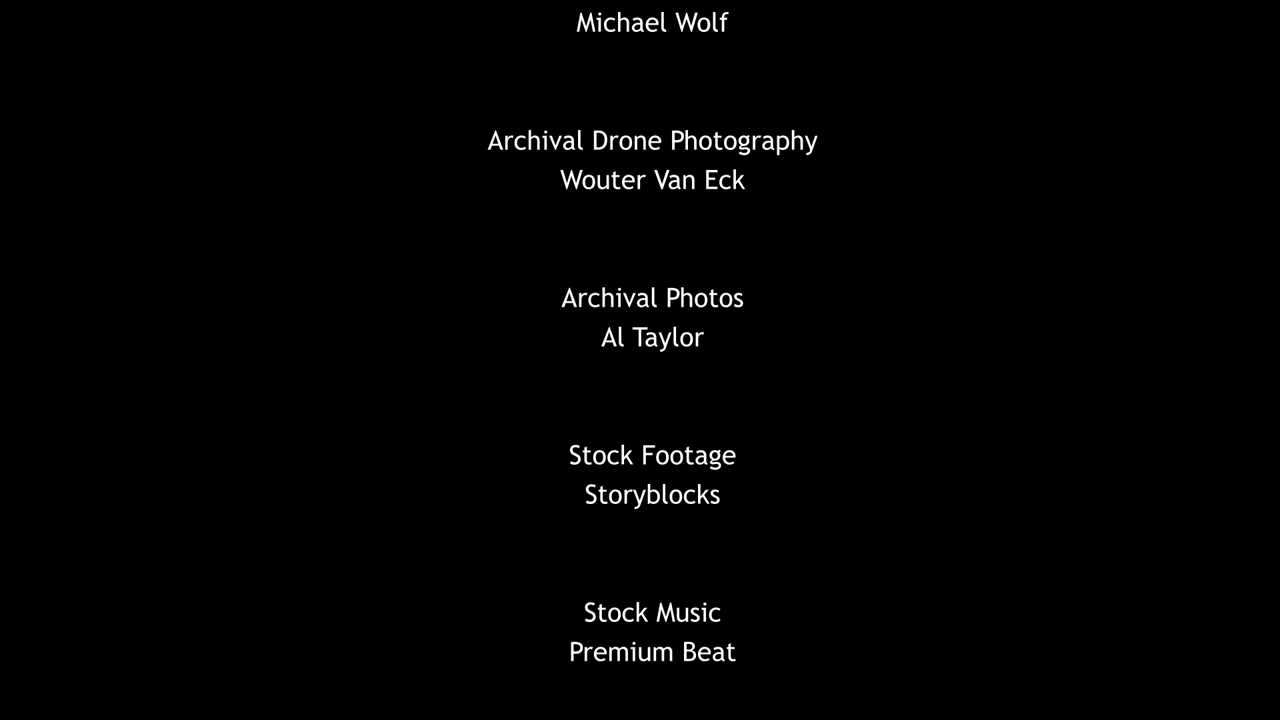 Michael Wolf
Archival Drone Photography
Wouter Van Eck
Archival Photos
Al Taylor
Stock Footage
Storyblocks
Stock Music
Premium Beat